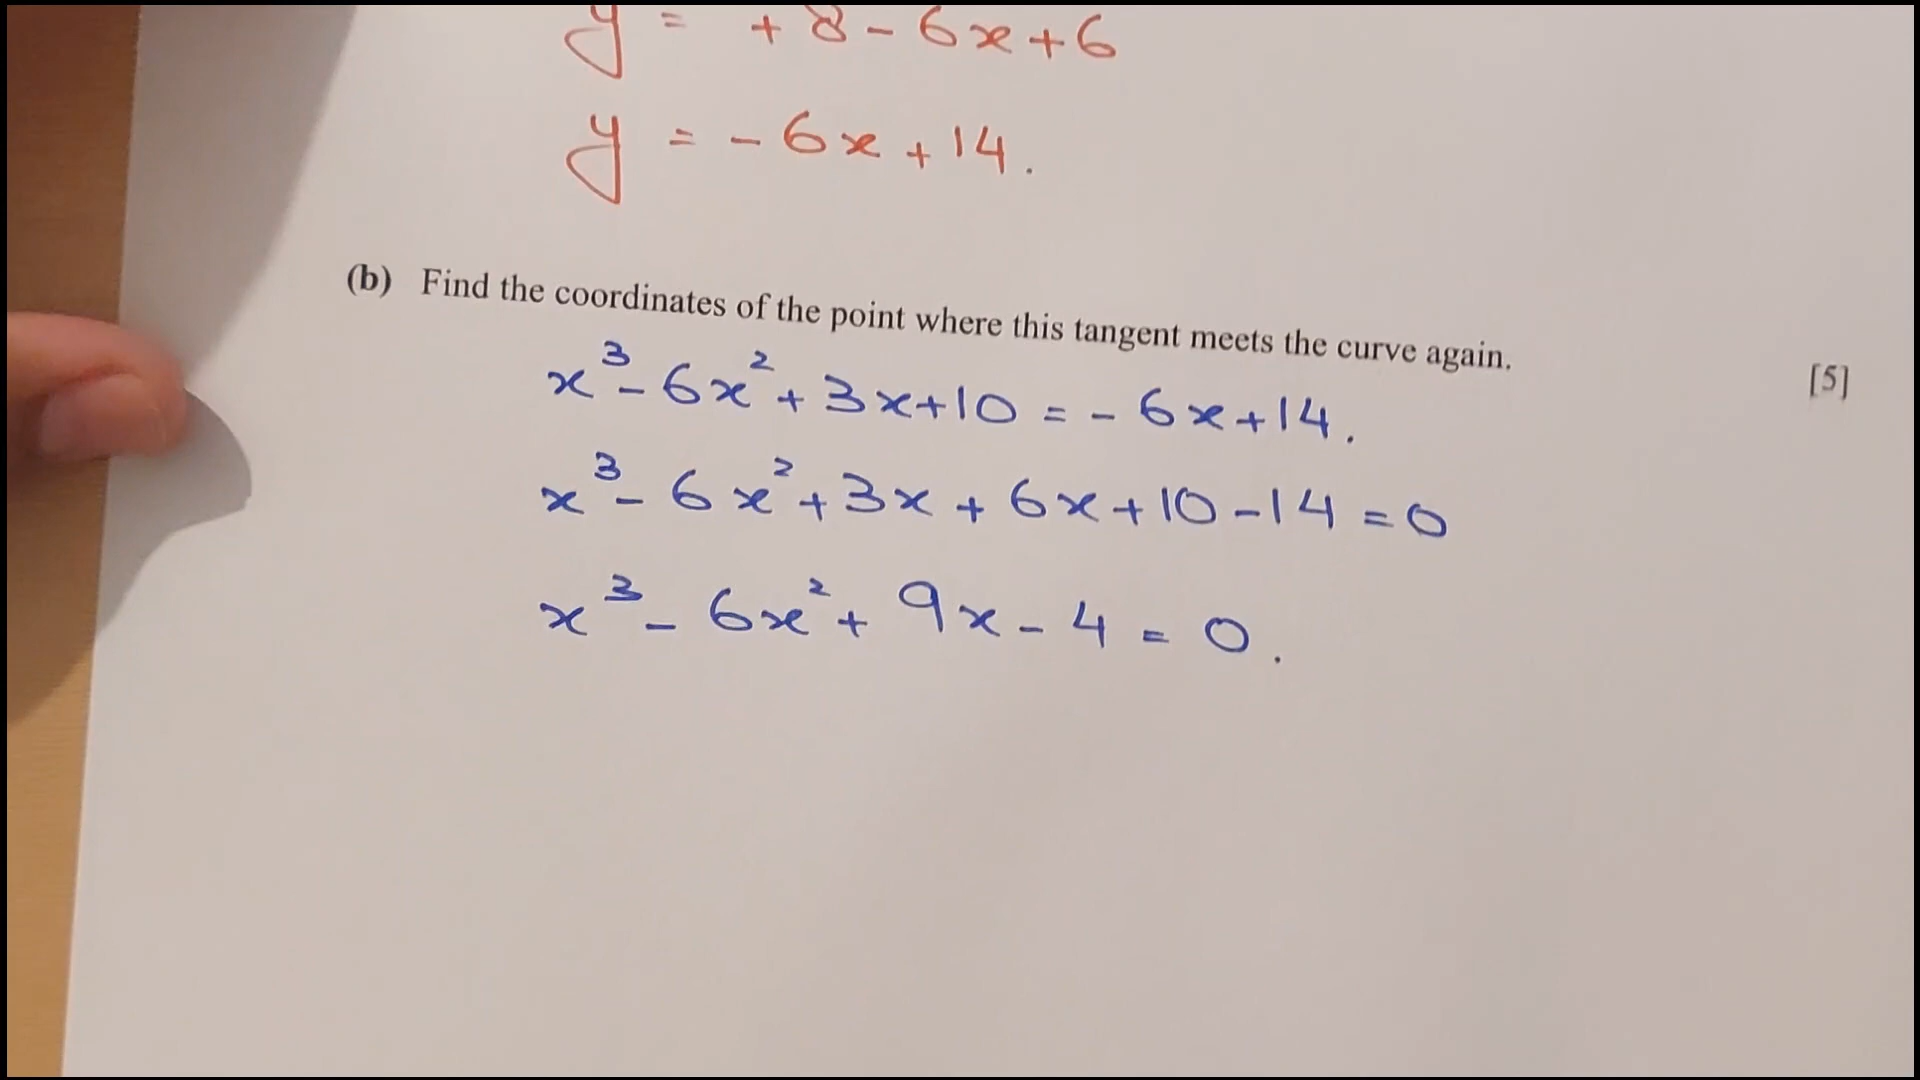 y = +8-6x+6
y = -6x+14.
(b) Find the coordinates of the point where this tangent meets the curve again.
[5]
x³-6x²+3x+10 = -6x+14.
x³-6x²+3x+6x+10-14=0
x³-6x²+9x-4=0.